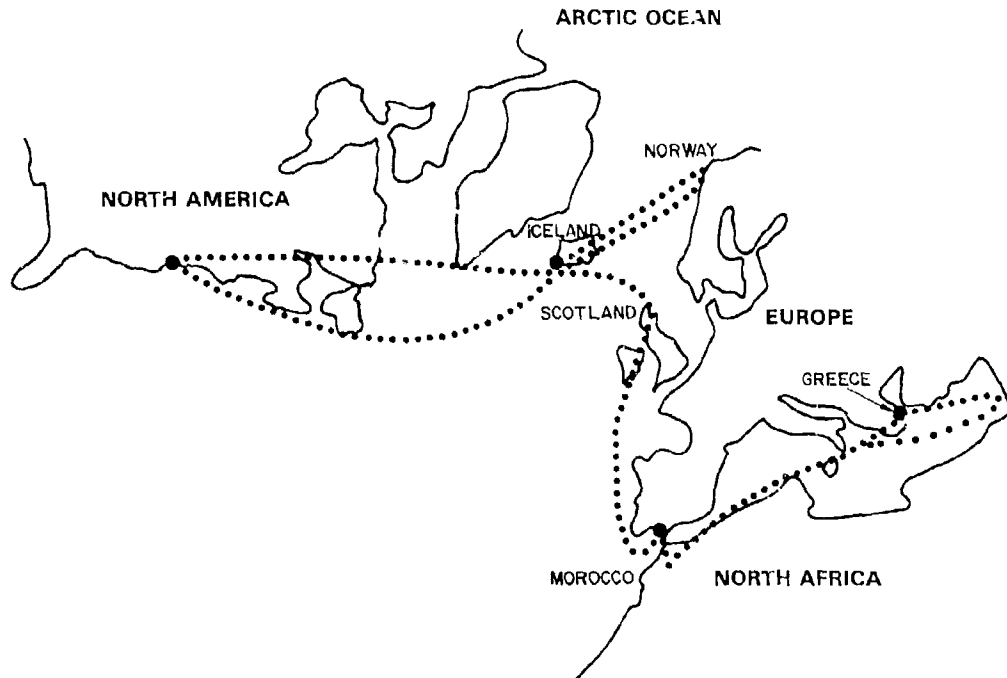 ARCTIC OCEAN
NORWAY
NORTH AMERICA
ICELAND
SCOTLAND
EUROPE
GREECE
MOROCCO
NORTH AFRICA